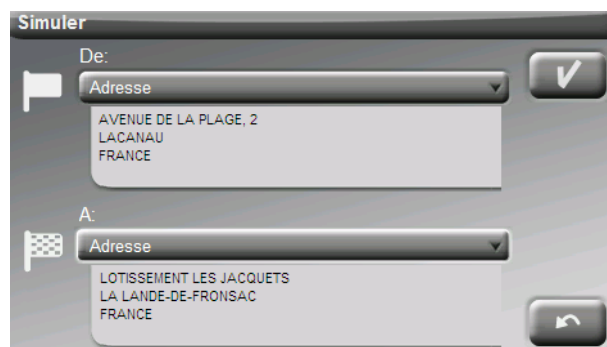 Simuler
De:
Adresse
AVENUE DE LA PLAGE, 2
LACANAU
FRANCE
A:
Adresse
LOTISSEMENT LES JACQUETS
LA LANDE-DE-FRONSAC
FRANCE